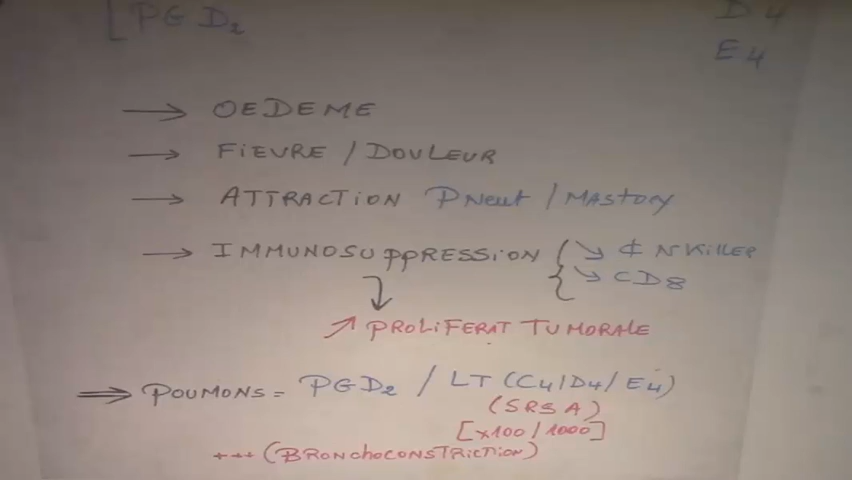 [PGD2
D4
E4
→ OEDEME
→ FIEVRE / DOULEUR
→ ATTRACTION PNeut / MASTOCY
→ IMMUNOSUPPRESSION { ↘ ¢ N KILLER
↘ CD8
↗ PROLIFERAT TUMORALE
⇒ POUMONS = PGD2 / LT (C4/D4/E4)
(SRSA)
[x100/1000]
+++ (BRONCHOCONSTRICTION)